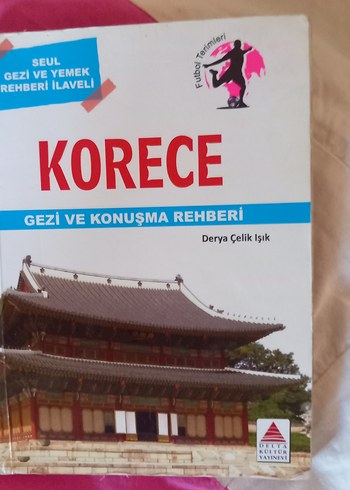 SEUL
GEZİ VE YEMEK
REHBERİ İLAVELİ
Futbol Terimleri
KORECE
GEZİ VE KONUŞMA REHBERİ
Derya Çelik Işık
DELTA
KÜLTÜR
YAYINEVİ